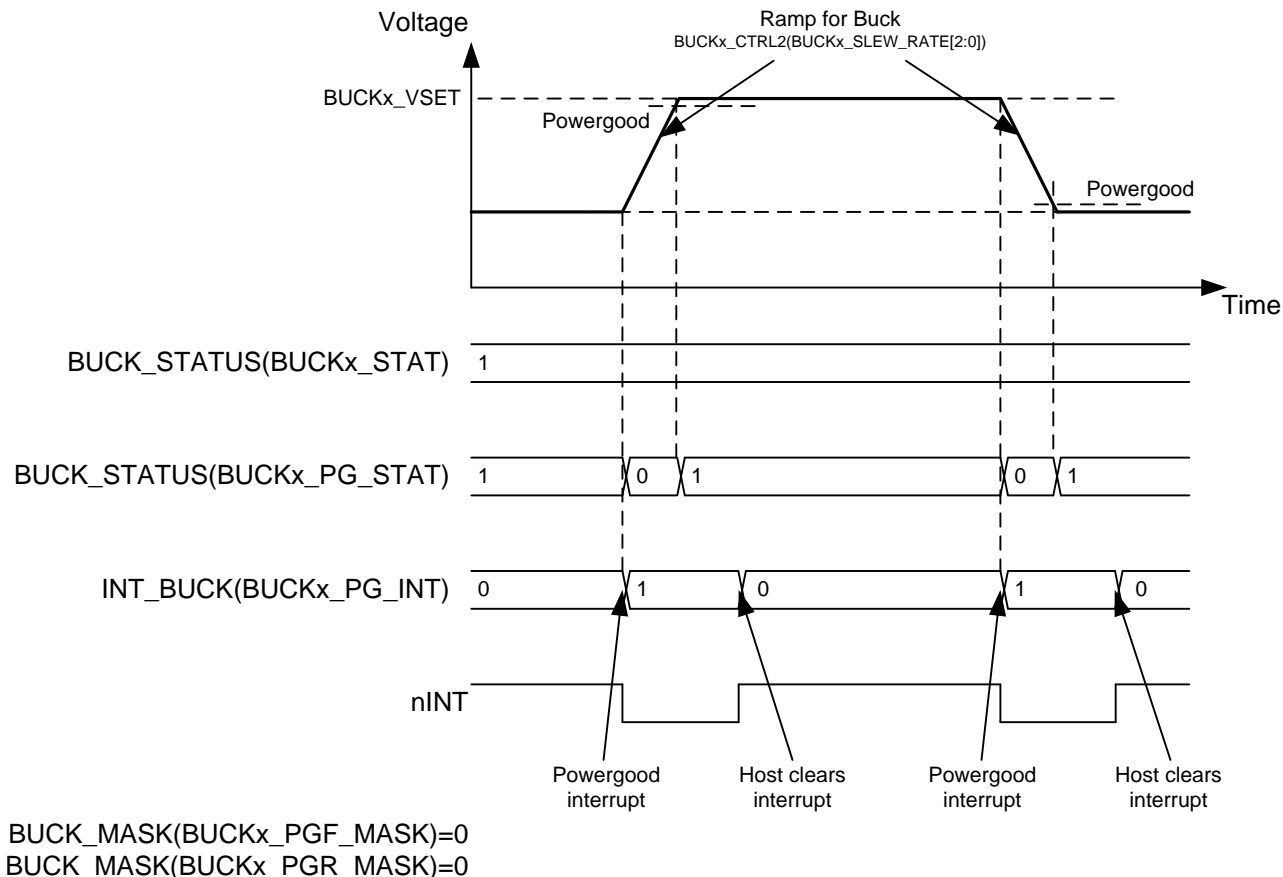 Voltage
Ramp for Buck
BUCKx_CTRL2(BUCKx_SLEW_RATE[2:0])
BUCKx_VSET
Powergood
Powergood
Time
BUCK_STATUS(BUCKx_STAT) 1
BUCK_STATUS(BUCKx_PG_STAT) 1 0 1 0 1
INT_BUCK(BUCKx_PG_INT) 0 1 0 1 0
nINT
Powergood
interrupt
Host clears
interrupt
Powergood
interrupt
Host clears
interrupt
BUCK_MASK(BUCKx_PGF_MASK)=0
BUCK_MASK(BUCKx_PGR_MASK)=0